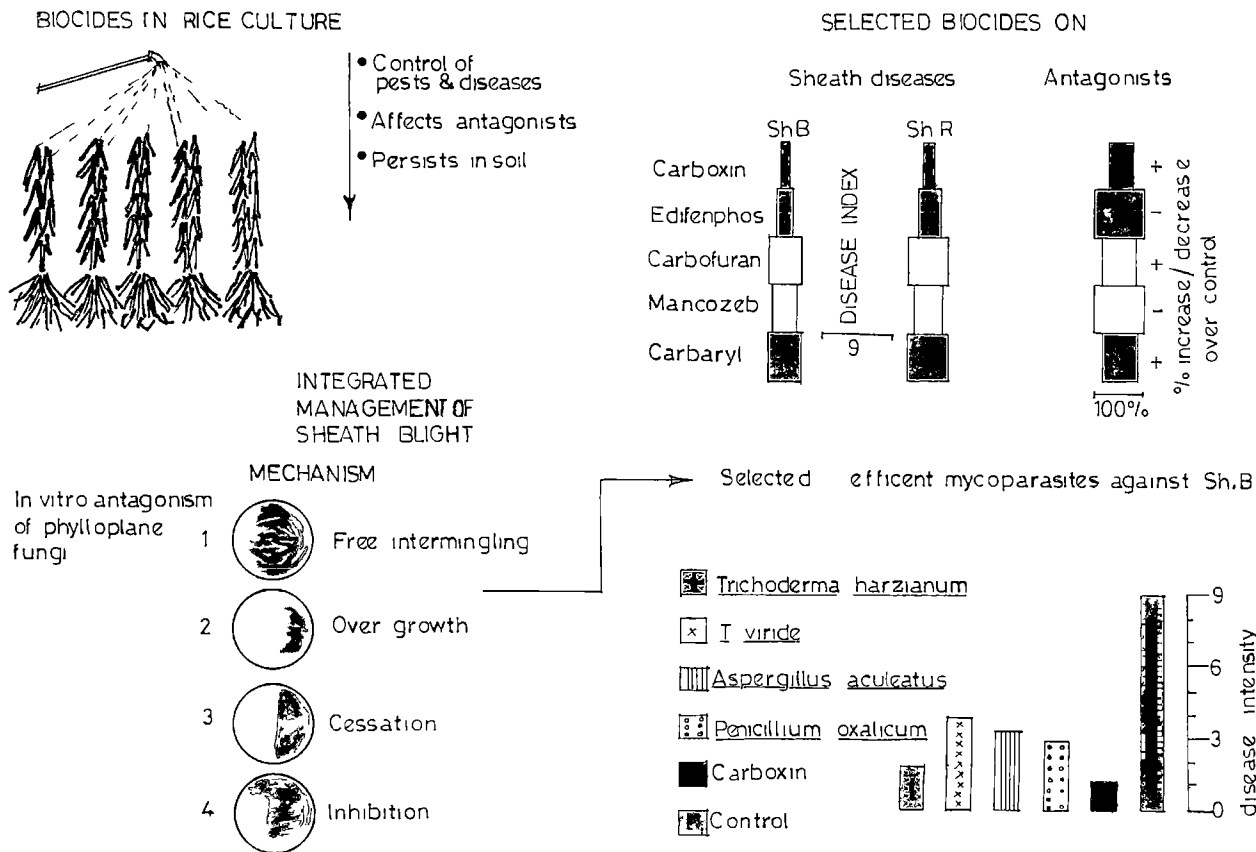 BIOCIDES IN RICE CULTURE
• Control of
pests & diseases
• Affects antagonists
• Persists in soil
SELECTED BIOCIDES ON
Sheath diseases
Antagonists
Sh B
Sh R
Carboxin
Edifenphos
Carbofuran
Mancozeb
Carbaryl
DISEASE INDEX
9
+
-
+
-
+
% increase / decrease
over control
100%
INTEGRATED
MANAGEMENT OF
SHEATH BLIGHT
MECHANISM
In vitro antagonism
of phylloplane
fungi
1 Free intermingling
2 Over growth
3 Cessation
4 Inhibition
Selected efficent mycoparasites against Sh.B
Trichoderma harzianum
x T viride
Aspergillus aculeatus
Penicillium oxalicum
Carboxin
Control
9
6
3
0
disease intensity